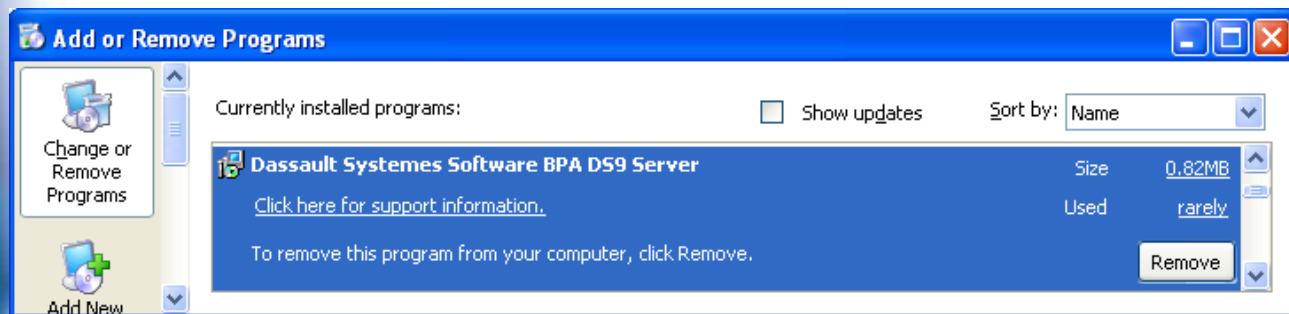 Add or Remove Programs
Change or
Remove
Programs
Add New
Currently installed programs:
Show updates
Sort by: Name
Dassault Systemes Software BPA DS9 Server
Size 0.82MB
Click here for support information.
Used rarely
To remove this program from your computer, click Remove.
Remove